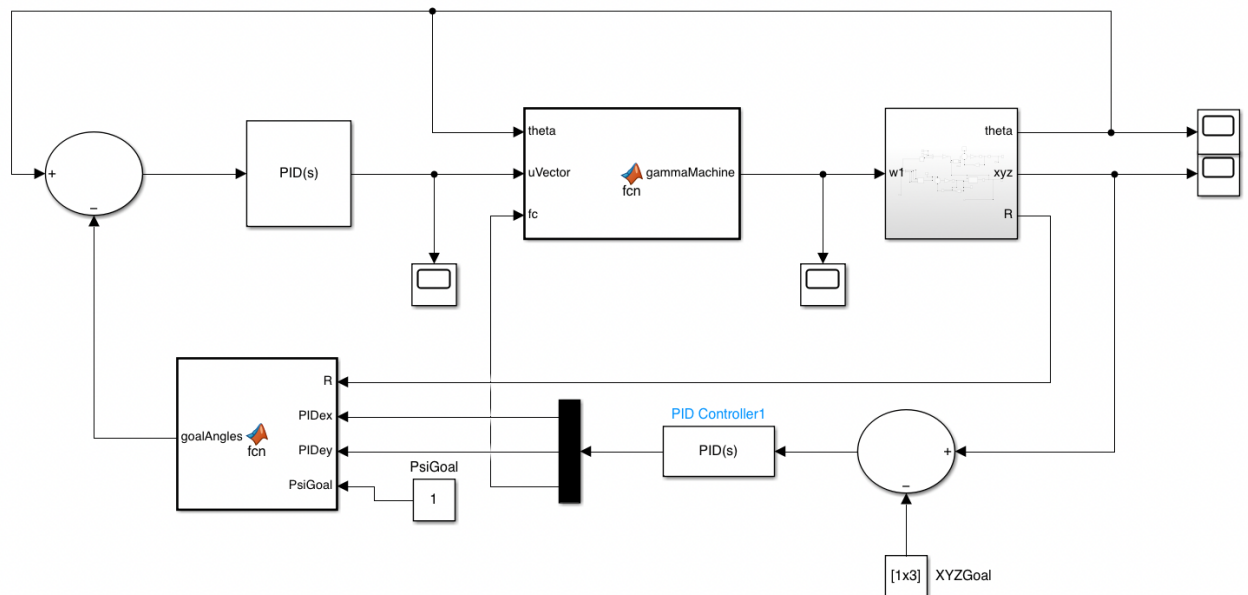 theta
theta
+
PID(s)
uVector
fcn
gammaMachine
w1
xyz
−
fc
R
R
PID Controller1
PIDex
goalAngles
fcn
PIDey
PID(s)
+
PsiGoal
PsiGoal
1
−
[1x3]
XYZGoal